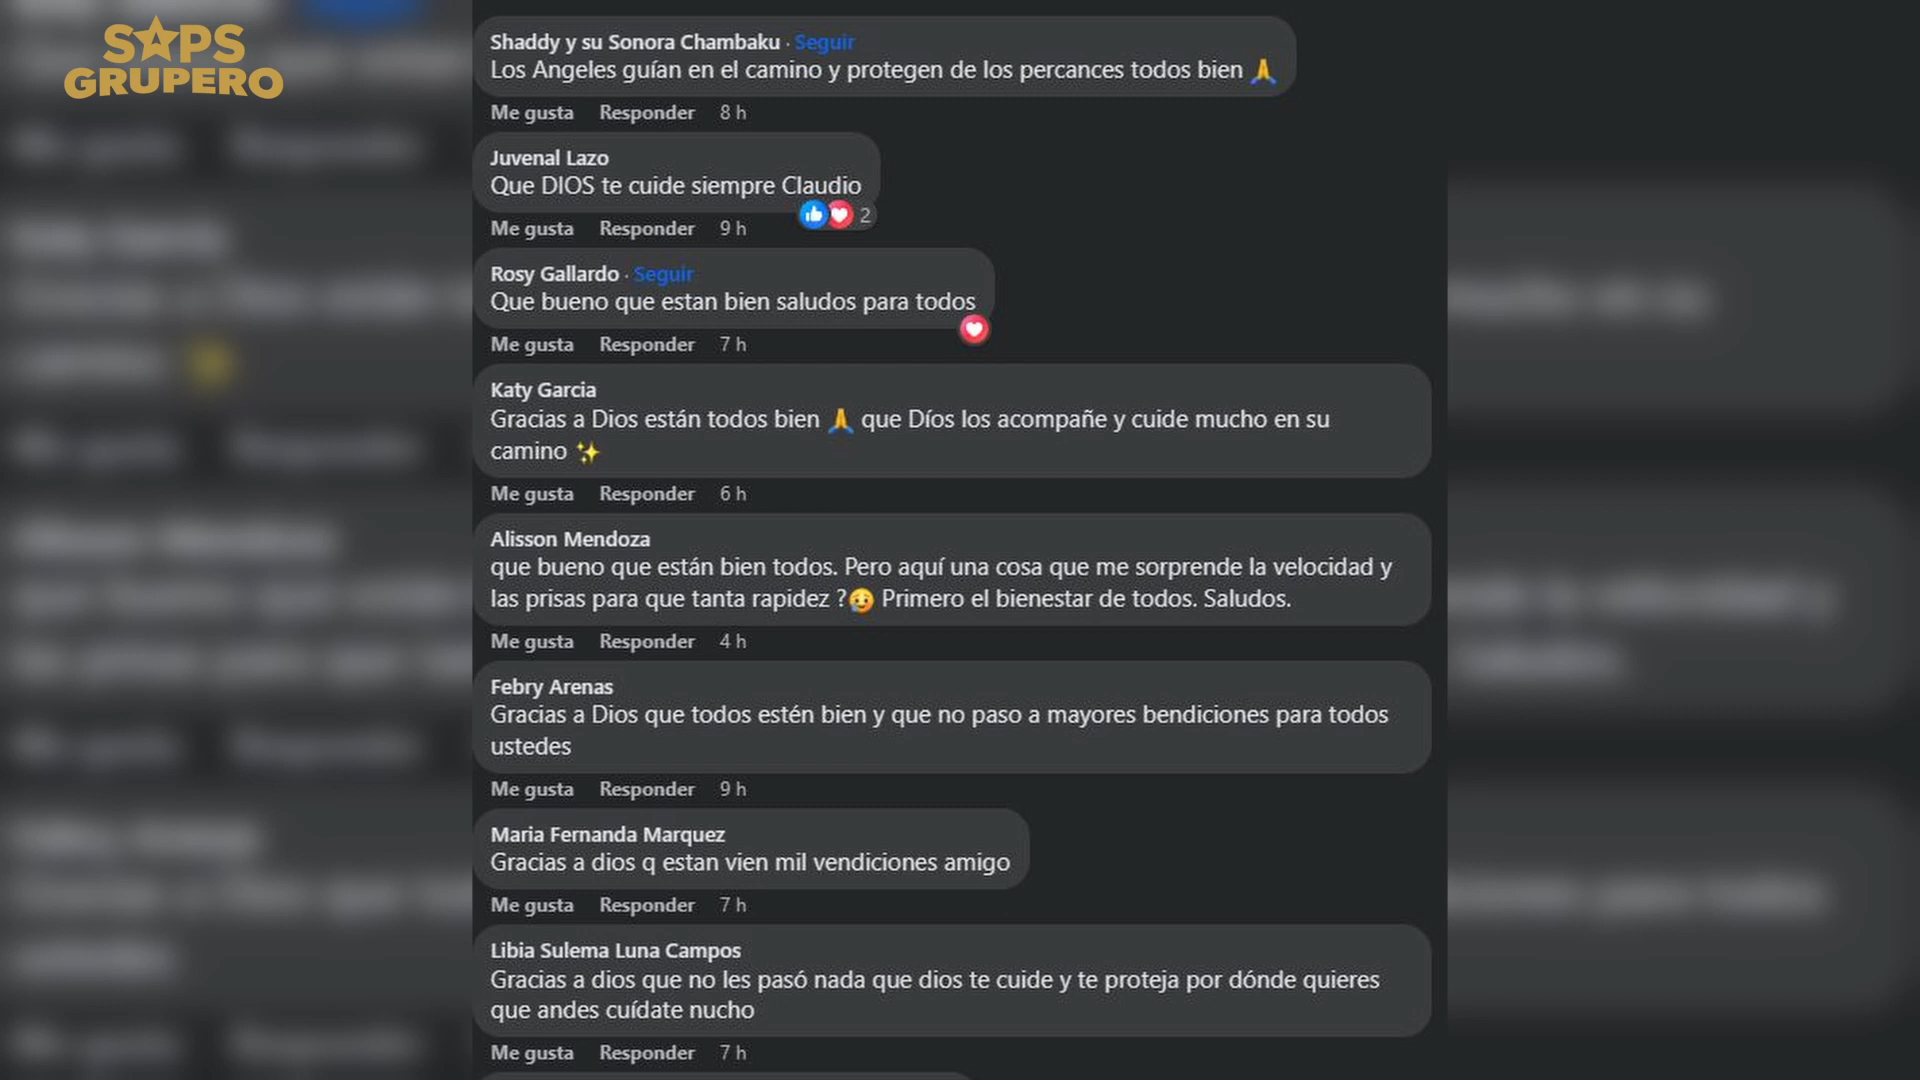 SAPS
GRUPERO
Shaddy y su Sonora Chambaku · Seguir
Los Angeles guían en el camino y protegen de los percances todos bien 🙏
Me gusta Responder 8 h
Juvenal Lazo
Que DIOS te cuide siempre Claudio
2
Me gusta Responder 9 h
Rosy Gallardo · Seguir
Que bueno que estan bien saludos para todos
Me gusta Responder 7 h
Katy Garcia
Gracias a Dios están todos bien 🙏 que Díos los acompañe y cuide mucho en su
camino ✨
Me gusta Responder 6 h
Alisson Mendoza
que bueno que están bien todos. Pero aquí una cosa que me sorprende la velocidad y
las prisas para que tanta rapidez ?😥 Primero el bienestar de todos. Saludos.
Me gusta Responder 4 h
Febry Arenas
Gracias a Dios que todos estén bien y que no paso a mayores bendiciones para todos
ustedes
Me gusta Responder 9 h
Maria Fernanda Marquez
Gracias a dios q estan vien mil vendiciones amigo
Me gusta Responder 7 h
Libia Sulema Luna Campos
Gracias a dios que no les pasó nada que dios te cuide y te proteja por dónde quieres
que andes cuídate nucho
Me gusta Responder 7 h